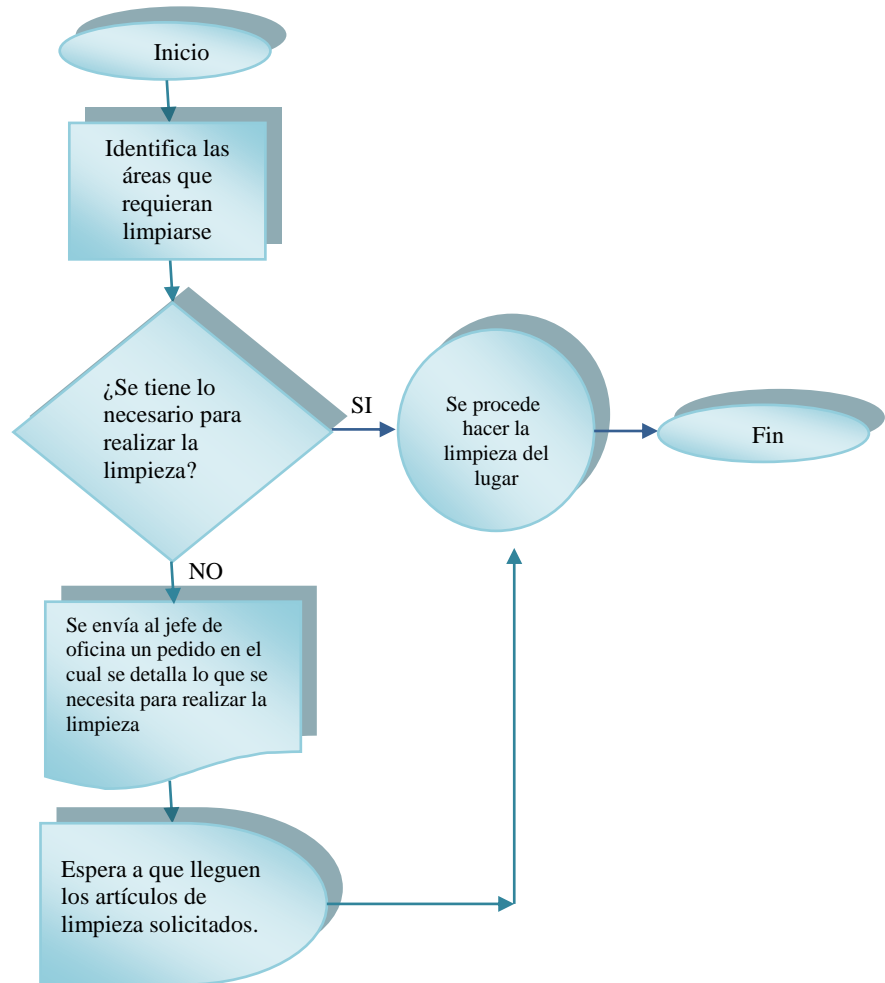 Inicio
Identifica las
áreas que
requieran
limpiarse
¿Se tiene lo
necesario para
realizar la
limpieza?
SI
Se procede
hacer la
limpieza del
lugar
Fin
NO
Se envía al jefe de
oficina un pedido en el
cual se detalla lo que se
necesita para realizar la
limpieza
Espera a que lleguen
los artículos de
limpieza solicitados.